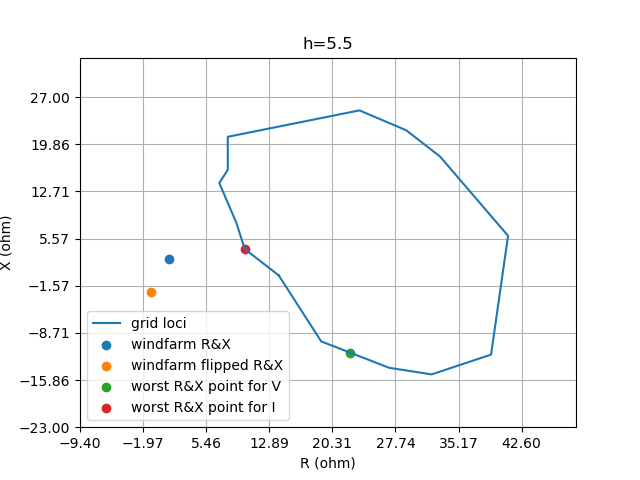 h=5.5
27.00
19.86
12.71
5.57
−1.57
−8.71
−15.86
−23.00
X (ohm)
grid loci
windfarm R&X
windfarm flipped R&X
worst R&X point for V
worst R&X point for I
−9.40 −1.97 5.46 12.89 20.31 27.74 35.17 42.60
R (ohm)